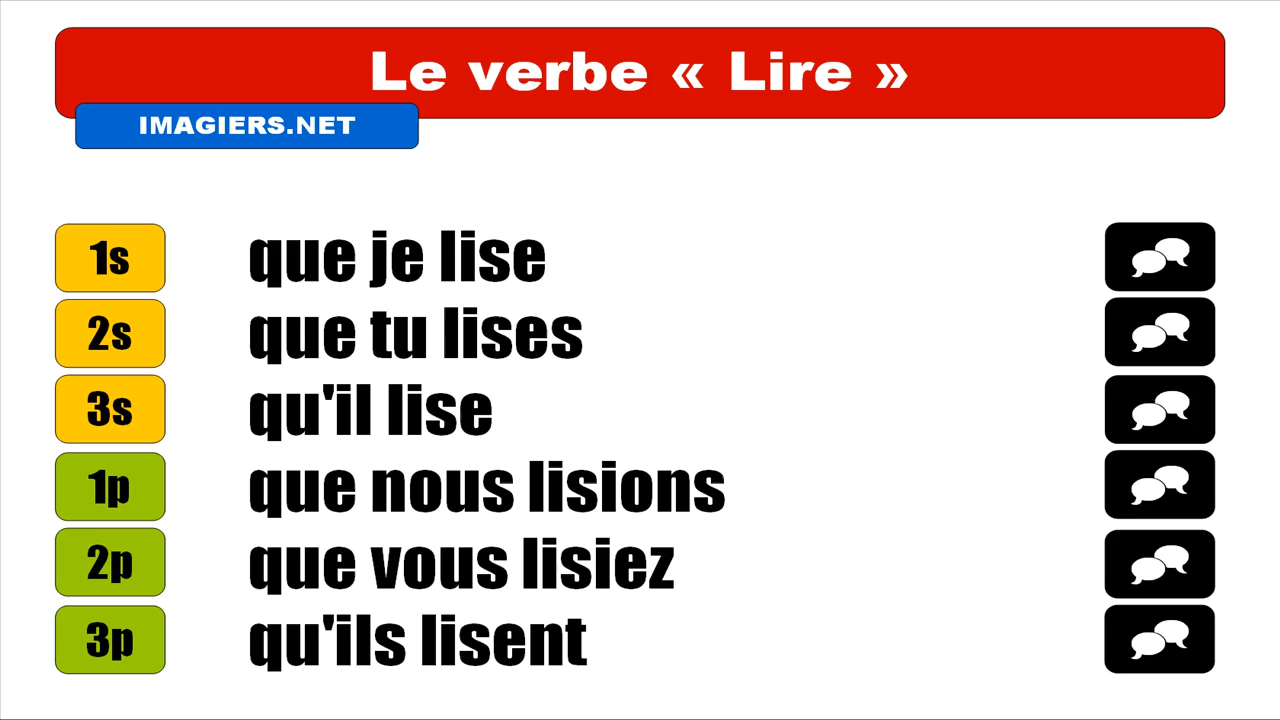 Le verbe « Lire »
IMAGIERS.NET
1s que je lise
2s que tu lises
3s qu'il lise
1p que nous lisions
2p que vous lisiez
3p qu'ils lisent